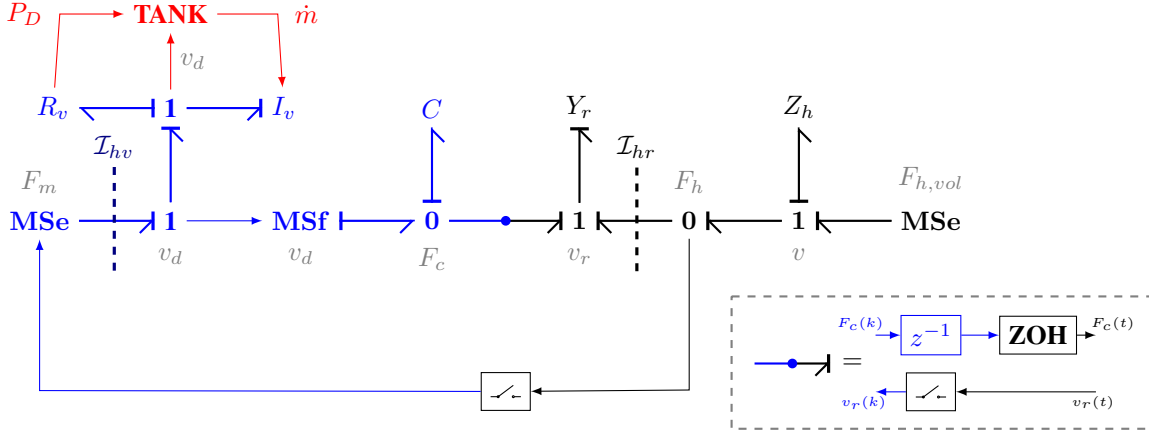 P_D TANK ṁ
v_d
R_v 1 I_v C Y_r Z_h
𝓘_hv 𝓘_hr
F_m F_h F_h,vol
MSe 1 MSf 0 1 0 1 MSe
v_d v_d F_c v_r v
F_c(k) z⁻¹ ZOH F_c(t)
=
v_r(k) v_r(t)